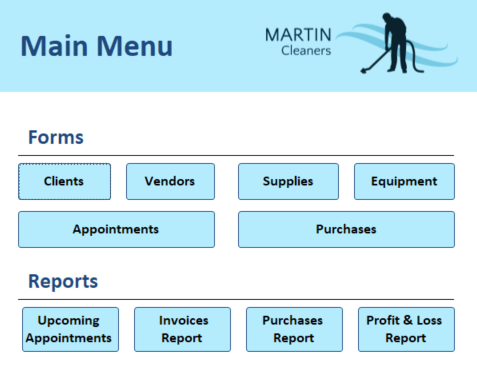 Main Menu
MARTIN
Cleaners
Forms
Clients
Vendors
Supplies
Equipment
Appointments
Purchases
Reports
Upcoming
Appointments
Invoices
Report
Purchases
Report
Profit & Loss
Report